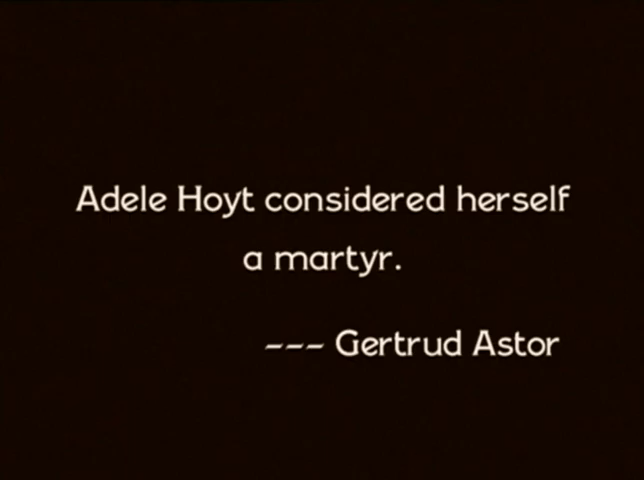 Adele Hoyt considered herself
a martyr.
--- Gertrud Astor